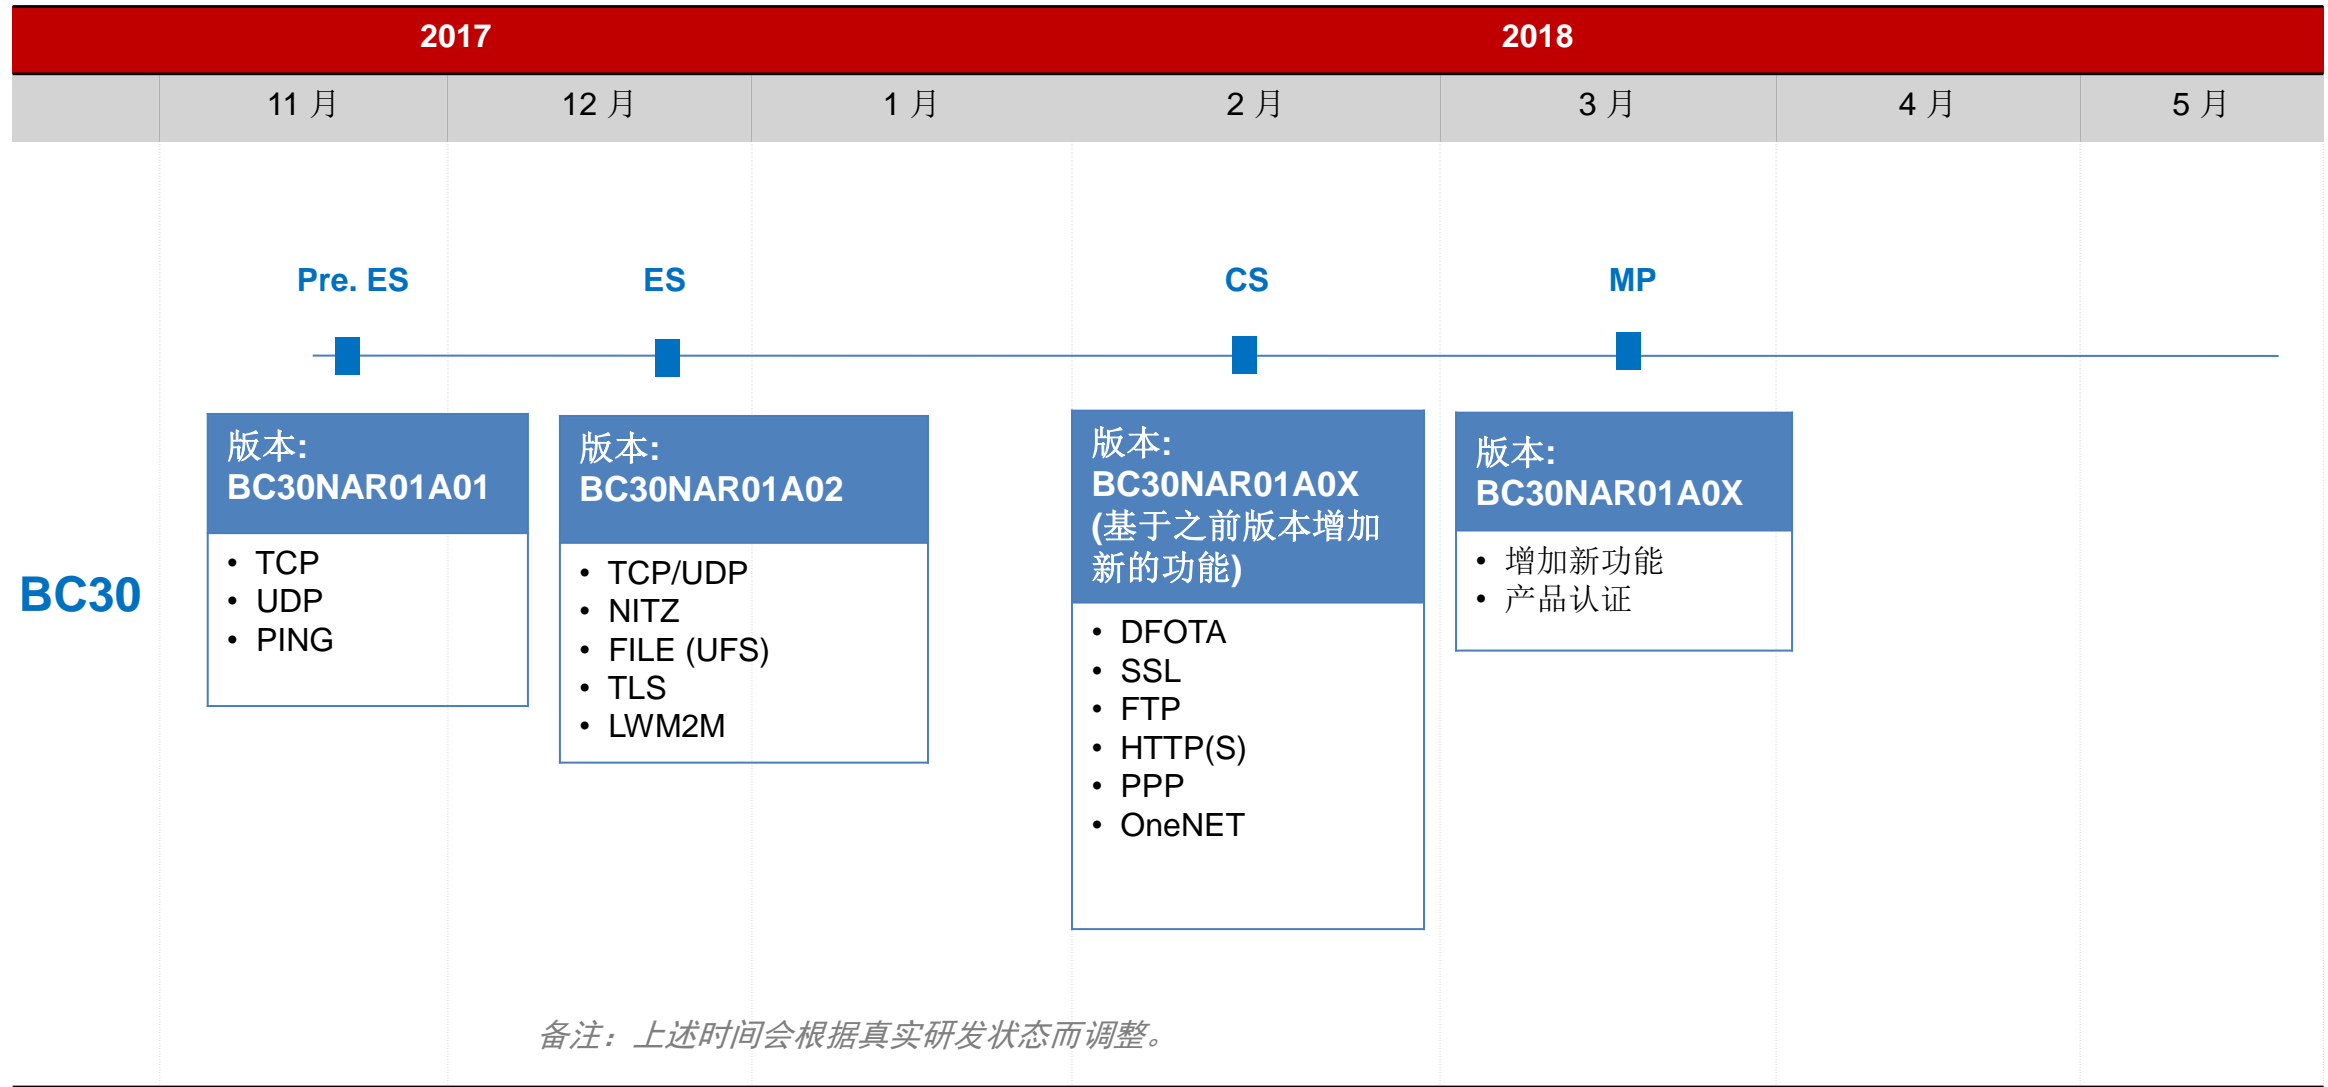 2017
2018
11 月
12 月
1 月
2 月
3 月
4 月
5 月
Pre. ES
ES
CS
MP
BC30
版本:
BC30NAR01A01
• TCP
• UDP
• PING
版本:
BC30NAR01A02
• TCP/UDP
• NITZ
• FILE (UFS)
• TLS
• LWM2M
版本:
BC30NAR01A0X
(基于之前版本增加
新的功能)
• DFOTA
• SSL
• FTP
• HTTP(S)
• PPP
• OneNET
版本:
BC30NAR01A0X
• 增加新功能
• 产品认证
备注：上述时间会根据真实研发状态而调整。